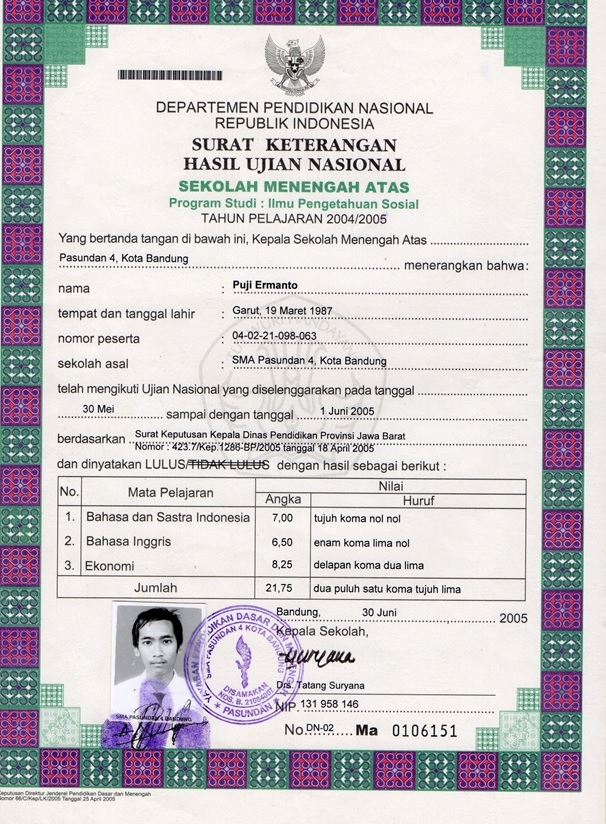 DEPARTEMEN PENDIDIKAN NASIONAL
REPUBLIK INDONESIA
SURAT KETERANGAN
HASIL UJIAN NASIONAL
SEKOLAH MENENGAH ATAS
Program Studi : Ilmu Pengetahuan Sosial
TAHUN PELAJARAN 2004/2005
Yang bertanda tangan di bawah ini, Kepala Sekolah Menengah Atas
Pasundan 4, Kota Bandung menerangkan bahwa:
nama : Puji Ermanto
tempat dan tanggal lahir : Garut, 19 Maret 1987
nomor peserta : 04-02-21-098-063
sekolah asal : SMA Pasundan 4, Kota Bandung
telah mengikuti Ujian Nasional yang diselenggarakan pada tanggal
30 Mei sampai dengan tanggal 1 Juni 2005
berdasarkan Surat Keputusan Kepala Dinas Pendidikan Provinsi Jawa Barat
Nomor : 423.7/Kep.1286-BP/2005 tanggal 18 April 2005
dan dinyatakan LULUS/TIDAK LULUS dengan hasil sebagai berikut :
No. Mata Pelajaran Nilai
Angka Huruf
1. Bahasa dan Sastra Indonesia 7,00 tujuh koma nol nol
2. Bahasa Inggris 6,50 enam koma lima nol
3. Ekonomi 8,25 delapan koma dua lima
Jumlah 21,75 dua puluh satu koma tujuh lima
Bandung, 30 Juni 2005
Kepala Sekolah,
Suryana
Drs. Tatang Suryana
NIP 131 958 146
No. DN-02 Ma 0106151
PASUNDAN 4 KOTA BANDUNG
DISAMAKAN
PASUNDAN
SMA PASUNDAN 4 BANDUNG
Keputusan Direktur Jenderal Pendidikan Dasar dan Menengah
Nomor 86/C/Kep/LK/2005 Tanggal 25 April 2005